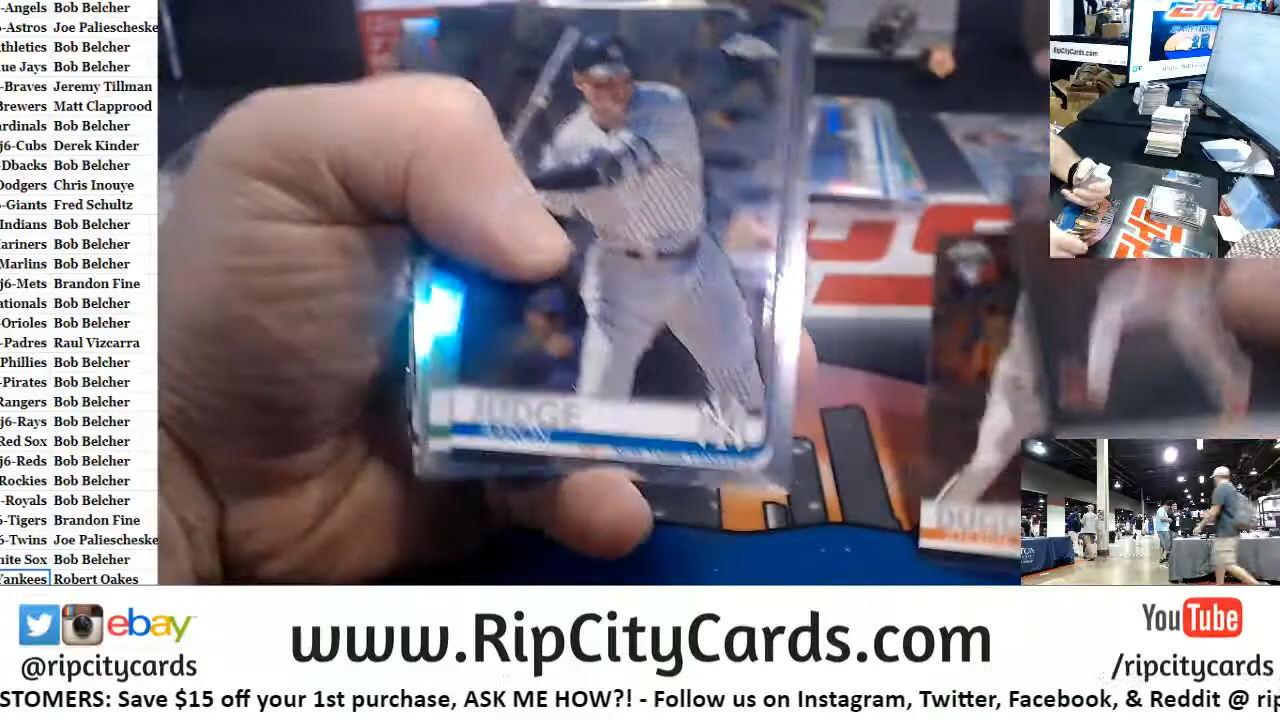 -Angels Bob Belcher
-Astros Joe Paliescheske
thletics Bob Belcher
ue Jays Bob Belcher
-Braves Jeremy Tillman
Brewers Matt Clapprood
ardinals Bob Belcher
j6-Cubs Derek Kinder
-Dbacks Bob Belcher
Dodgers Chris Inouye
-Giants Fred Schultz
Indians Bob Belcher
ariners Bob Belcher
Marlins Bob Belcher
j6-Mets Brandon Fine
ationals Bob Belcher
-Orioles Bob Belcher
-Padres Raul Vizcarra
Phillies Bob Belcher
-Pirates Bob Belcher
Rangers Bob Belcher
j6-Rays Bob Belcher
Red Sox Bob Belcher
j6-Reds Bob Belcher
Rockies Bob Belcher
-Royals Bob Belcher
6-Tigers Brandon Fine
6-Twins Joe Paliescheske
hite Sox Bob Belcher
Yankees Robert Oakes
JUDGE
AARON
RipCityCards.com
ebay
@ripcitycards
www.RipCityCards.com
YouTube
/ripcitycards
STOMERS: Save $15 off your 1st purchase, ASK ME HOW?! - Follow us on Instagram, Twitter, Facebook, & Reddit @ rip